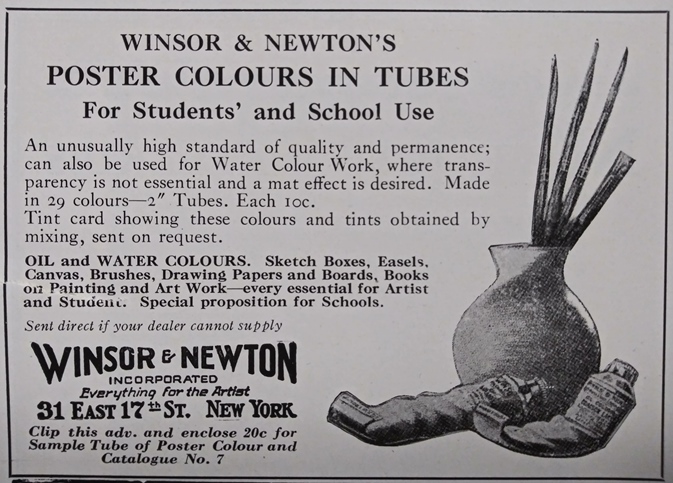 WINSOR & NEWTON'S
POSTER COLOURS IN TUBES
For Students' and School Use
An unusually high standard of quality and permanence;
can also be used for Water Colour Work, where trans-
parency is not essential and a mat effect is desired. Made
in 29 colours—2" Tubes. Each 10c.
Tint card showing these colours and tints obtained by
mixing, sent on request.
OIL and WATER COLOURS. Sketch Boxes, Easels,
Canvas, Brushes, Drawing Papers and Boards, Books
on Painting and Art Work—every essential for Artist
and Student. Special proposition for Schools.
Sent direct if your dealer cannot supply
WINSOR & NEWTON
INCORPORATED
Everything for the Artist
31 EAST 17th ST. NEW YORK
Clip this adv. and enclose 20c for
Sample Tube of Poster Colour and
Catalogue No. 7